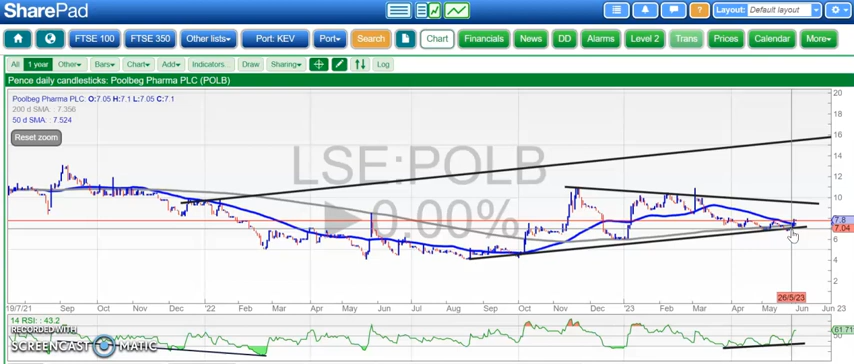 SharePad
Layout: Default layout
FTSE 100 FTSE 350 Other lists Port: KEV Port Search Chart Financials News DD Alarms Level 2 Trans Prices Calendar More
All 1 year Other Bars Chart Add Indicators... Draw Sharing Log
Pence daily candlesticks: Poolbeg Pharma PLC (POLB)
Poolbeg Pharma PLC O:7.05 H:7.1 L:7.05 C:7.1
200 d SMA: 7.356
50 d SMA: 7.524
Reset zoom
LSE:POLB
0.00%
20
18
16
14
12
10
7.8
7.04
6
4
2
26/5/23
19/7/21 Sep Oct Nov Dec '22 Feb Mar Apr May Jun Jul Aug Sep Oct Nov Dec '23 Feb Mar Apr May Jun Jun 23
14 RSI: 43.2
61.71
50
RECORDED WITH
SCREENCAST MATIC